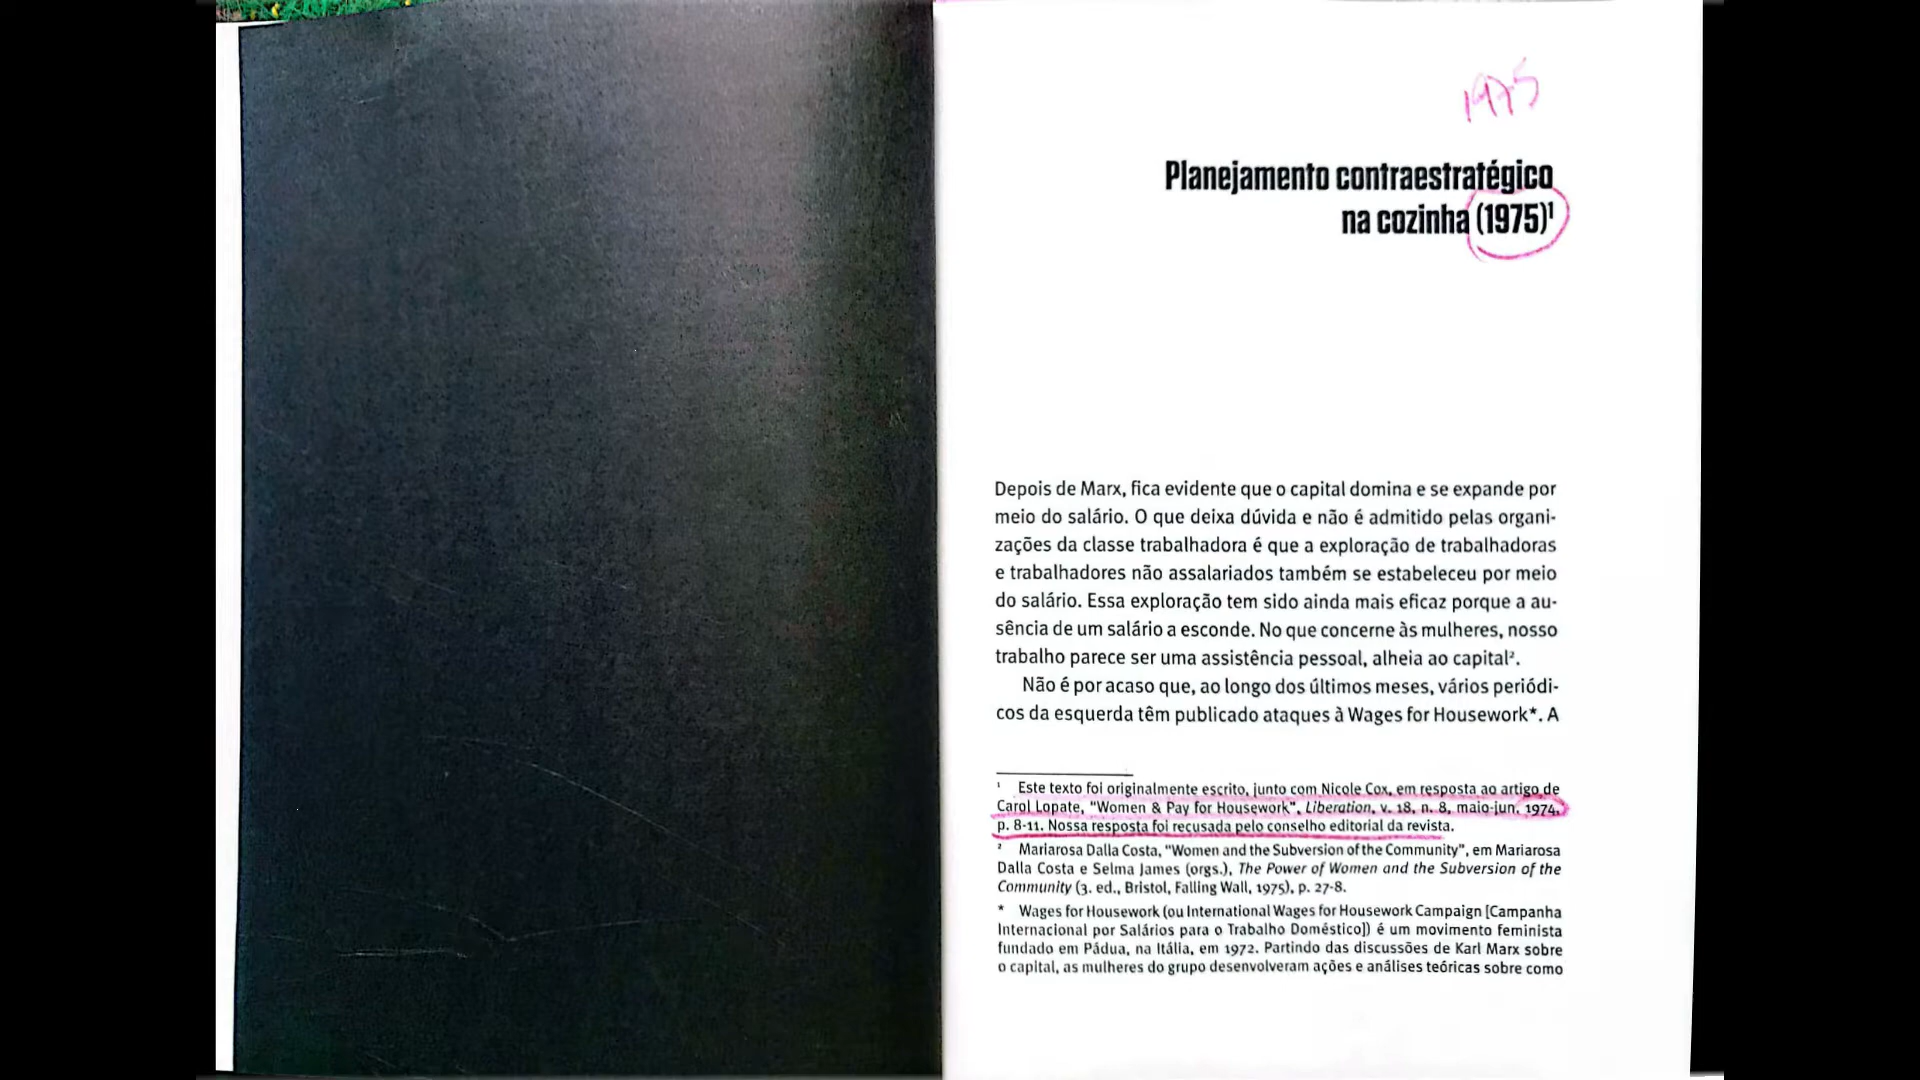 1975
Planejamento contraestratégico
na cozinha (1975)¹
Depois de Marx, fica evidente que o capital domina e se expande por
meio do salário. O que deixa dúvida e não é admitido pelas organi-
zações da classe trabalhadora é que a exploração de trabalhadoras
e trabalhadores não assalariados também se estabeleceu por meio
do salário. Essa exploração tem sido ainda mais eficaz porque a au-
sência de um salário a esconde. No que concerne às mulheres, nosso
trabalho parece ser uma assistência pessoal, alheia ao capital².
Não é por acaso que, ao longo dos últimos meses, vários periódi-
cos da esquerda têm publicado ataques à Wages for Housework*. A
¹ Este texto foi originalmente escrito, junto com Nicole Cox, em resposta ao artigo de
Carol Lopate, "Women & Pay for Housework", Liberation, v. 18, n. 8, maio-jun. 1974,
p. 8-11. Nossa resposta foi recusada pelo conselho editorial da revista.
² Mariarosa Dalla Costa, "Women and the Subversion of the Community", em Mariarosa
Dalla Costa e Selma James (orgs.), The Power of Women and the Subversion of the
Community (3. ed., Bristol, Falling Wall, 1975), p. 27-8.
* Wages for Housework (ou International Wages for Housework Campaign [Campanha
Internacional por Salários para o Trabalho Doméstico]) é um movimento feminista
fundado em Pádua, na Itália, em 1972. Partindo das discussões de Karl Marx sobre
o capital, as mulheres do grupo desenvolveram ações e análises teóricas sobre como